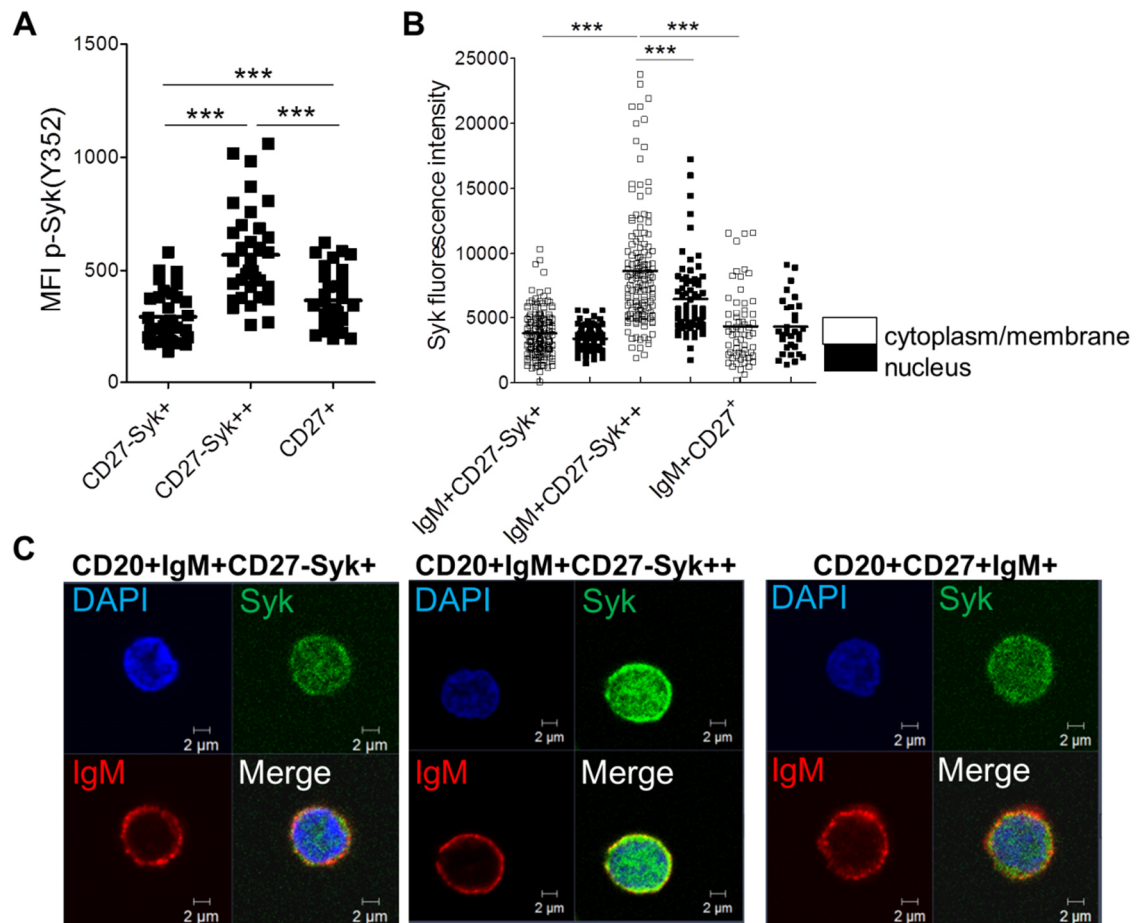 A
1500
1000
500
0
MFI p-Syk(Y352)
***
*** ***
CD27-Syk+
CD27-Syk++
CD27+
B
*** ***
***
25000
20000
15000
10000
5000
0
Syk fluorescence intensity
IgM+CD27-Syk+
IgM+CD27-Syk++
IgM+CD27+
cytoplasm/membrane
nucleus
C
CD20+IgM+CD27-Syk+
DAPI Syk
2 µm 2 µm
IgM Merge
2 µm 2 µm
CD20+IgM+CD27-Syk++
DAPI Syk
2 µm 2 µm
IgM Merge
2 µm 2 µm
CD20+CD27+IgM+
DAPI Syk
2 µm 2 µm
IgM Merge
2 µm 2 µm